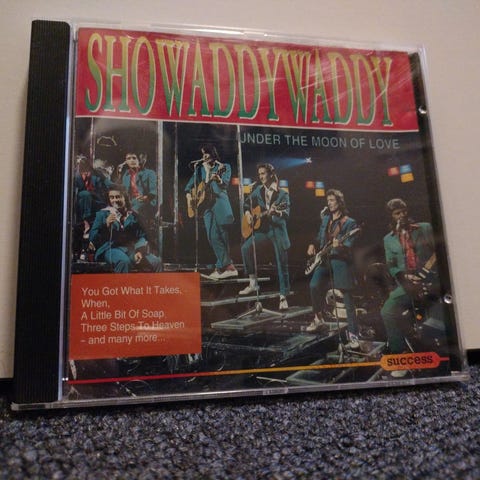 SHOWADDYWADDY
UNDER THE MOON OF LOVE
You Got What It Takes,
When,
A Little Bit Of Soap
Three Steps To Heaven
- and many more...
success